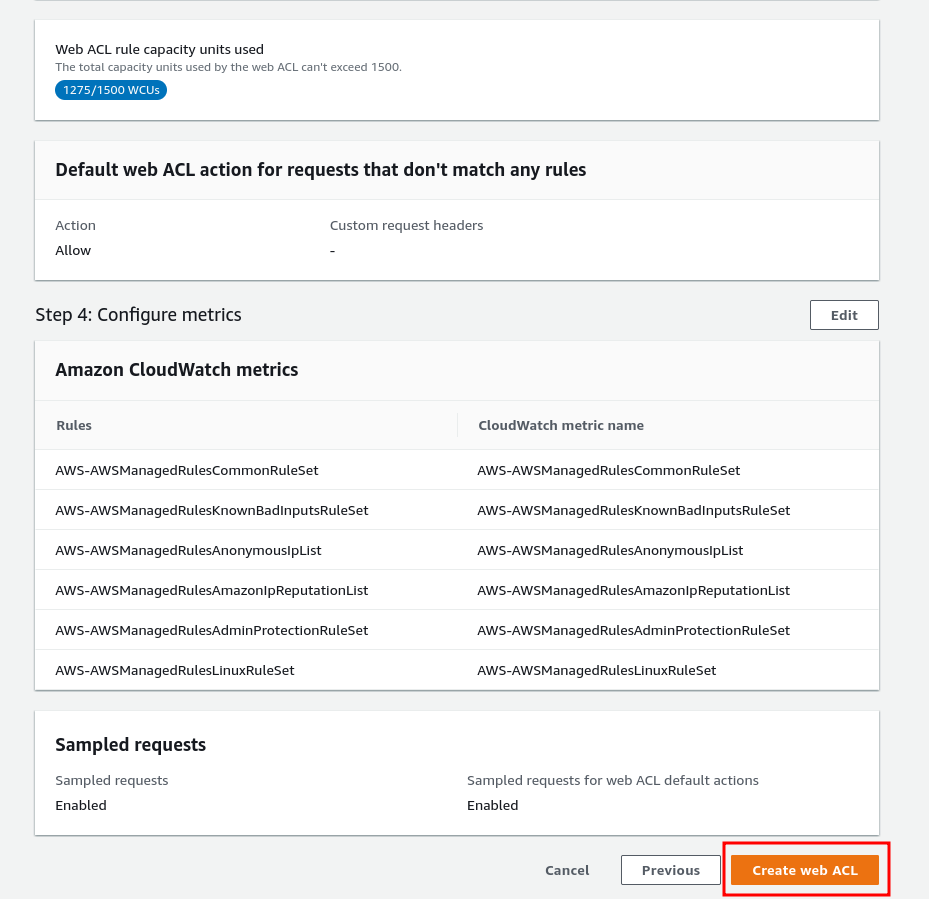 Web ACL rule capacity units used
The total capacity units used by the web ACL can't exceed 1500.
1275/1500 WCUs
Default web ACL action for requests that don't match any rules
Action Custom request headers
Allow -
Step 4: Configure metrics Edit
Amazon CloudWatch metrics
Rules CloudWatch metric name
AWS-AWSManagedRulesCommonRuleSet AWS-AWSManagedRulesCommonRuleSet
AWS-AWSManagedRulesKnownBadInputsRuleSet AWS-AWSManagedRulesKnownBadInputsRuleSet
AWS-AWSManagedRulesAnonymousIpList AWS-AWSManagedRulesAnonymousIpList
AWS-AWSManagedRulesAmazonIpReputationList AWS-AWSManagedRulesAmazonIpReputationList
AWS-AWSManagedRulesAdminProtectionRuleSet AWS-AWSManagedRulesAdminProtectionRuleSet
AWS-AWSManagedRulesLinuxRuleSet AWS-AWSManagedRulesLinuxRuleSet
Sampled requests
Sampled requests Sampled requests for web ACL default actions
Enabled Enabled
Cancel Previous Create web ACL